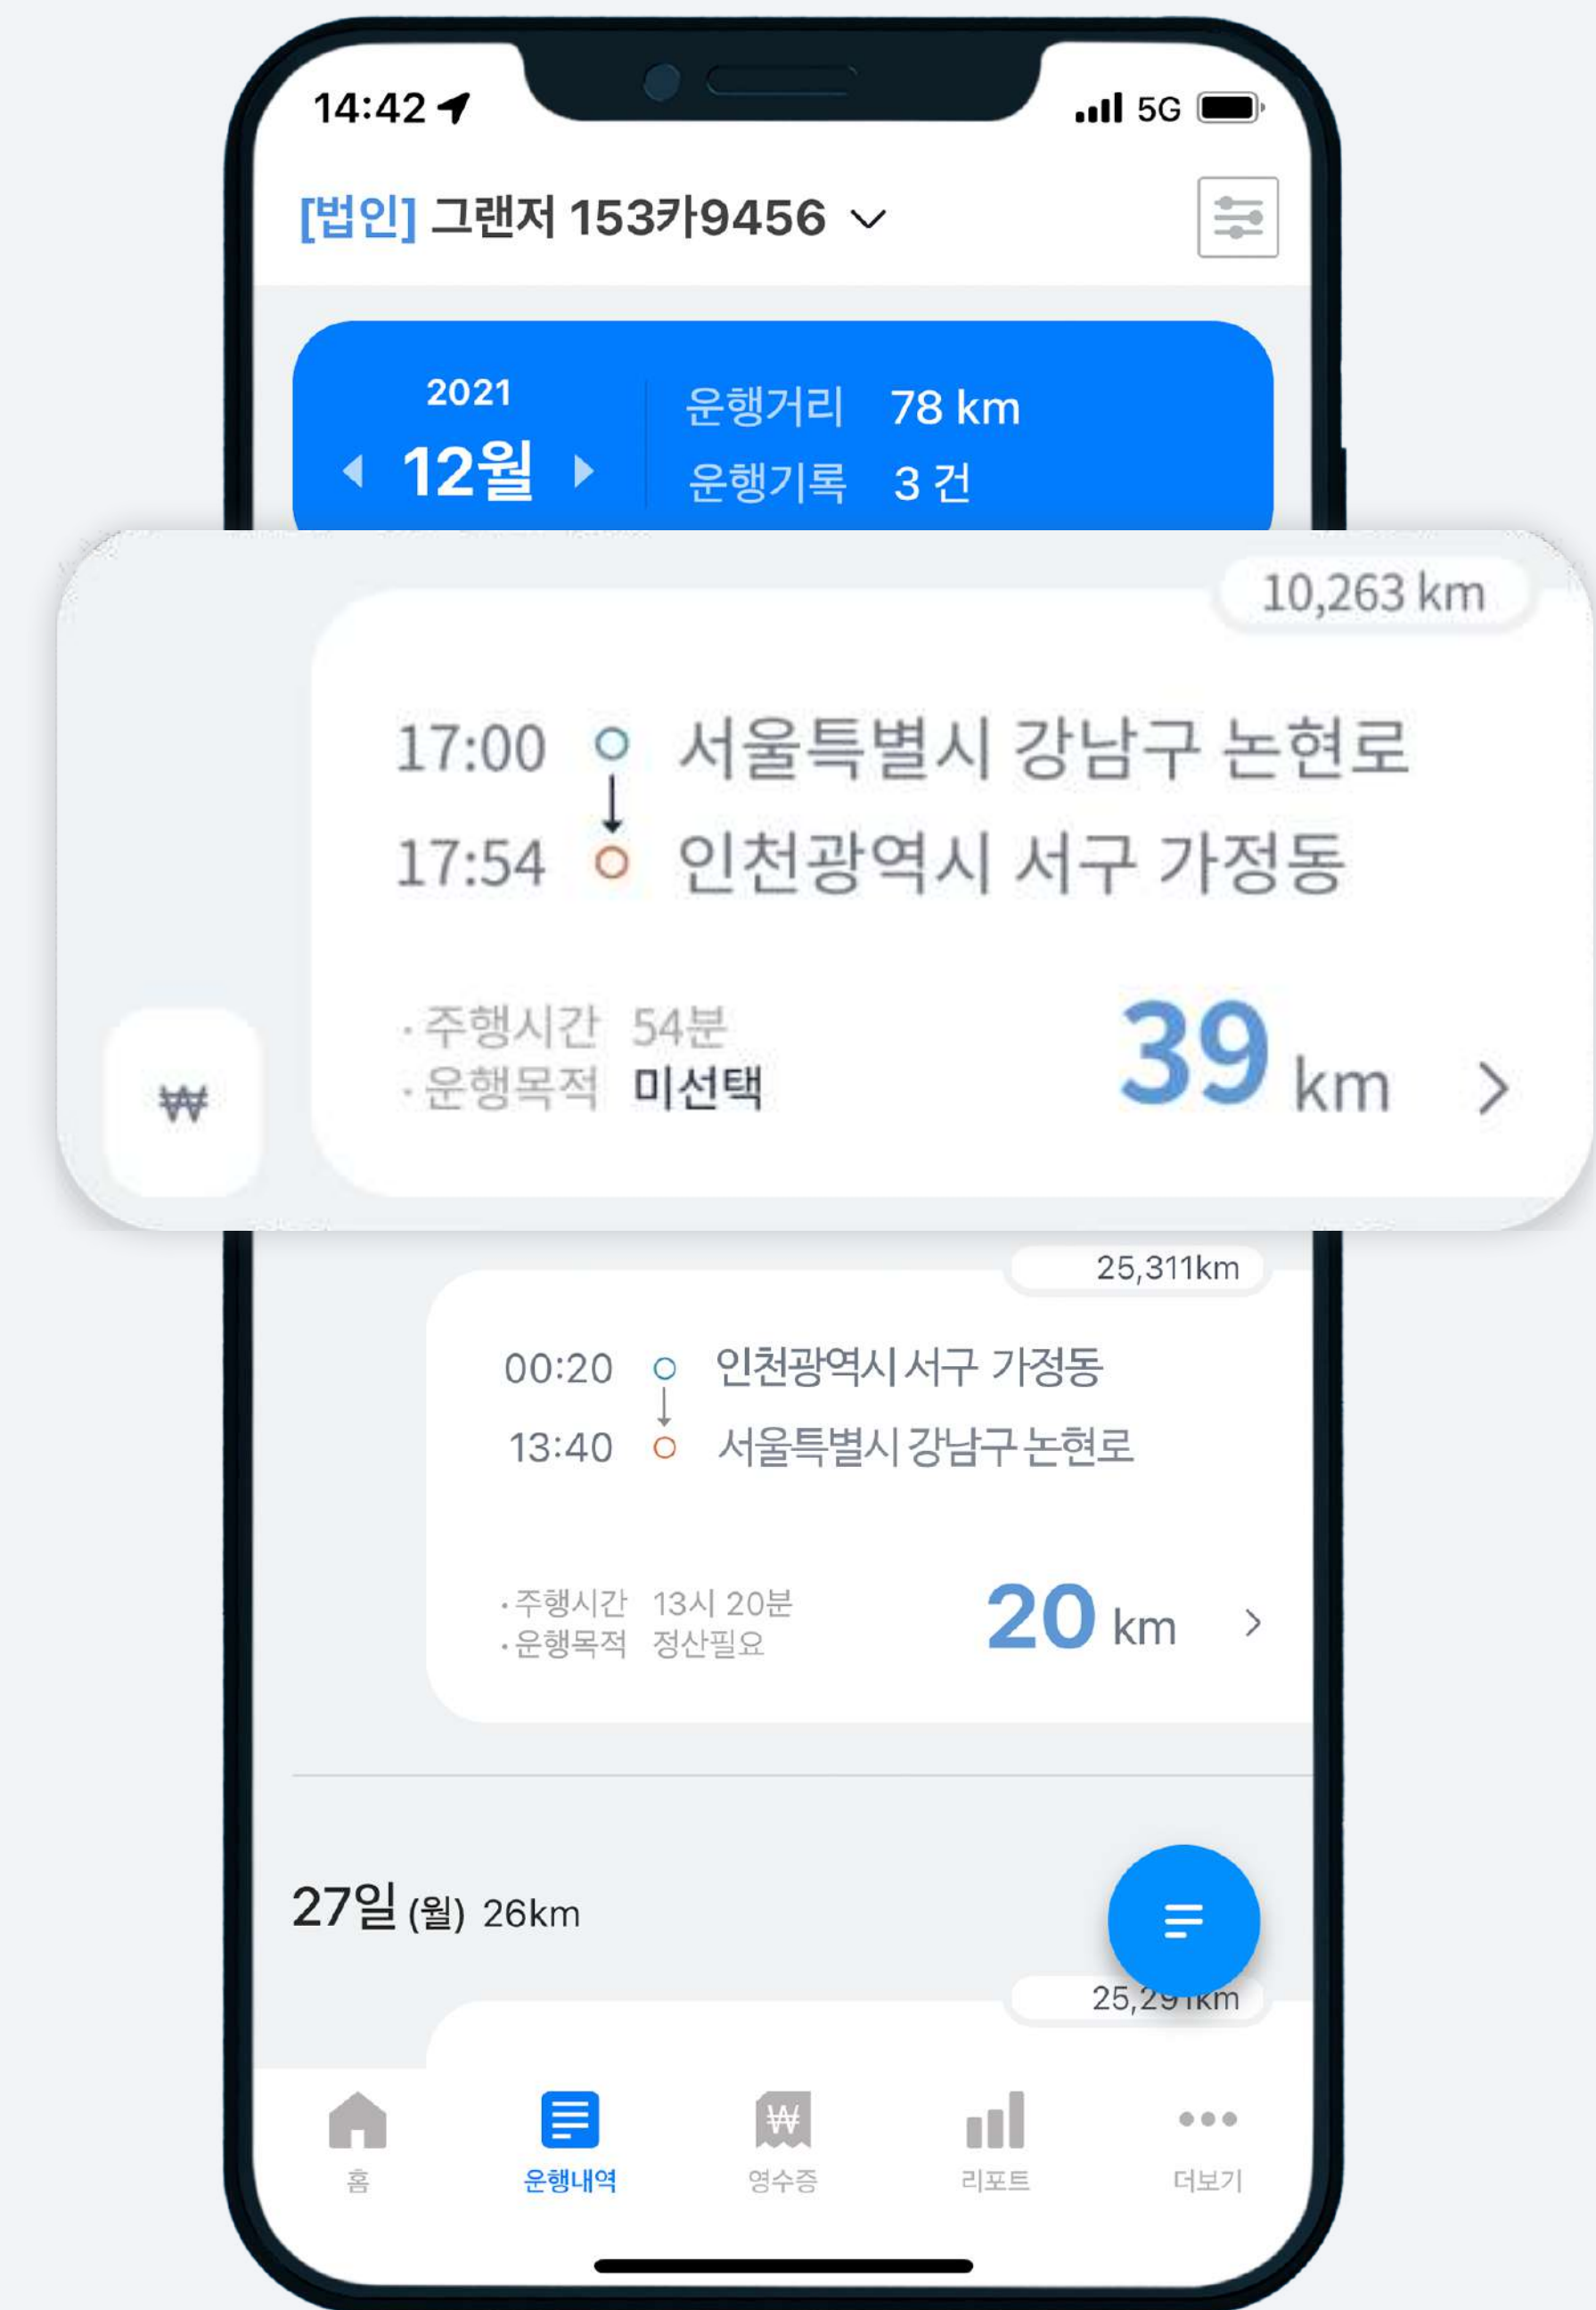 14:42
5G
[법인] 그랜저 153카9456
2021
12월
운행거리 78 km
운행기록 3 건
10,263 km
17:00 서울특별시 강남구 논현로
17:54 인천광역시 서구 가정동
· 주행시간 54분
· 운행목적 미선택
39 km
₩
25,311km
00:20 인천광역시 서구 가정동
13:40 서울특별시 강남구 논현로
· 주행시간 13시 20분
· 운행목적 정산필요
20 km
27일 (월) 26km
25,291km
₩
홈
운행내역
영수증
리포트
더보기